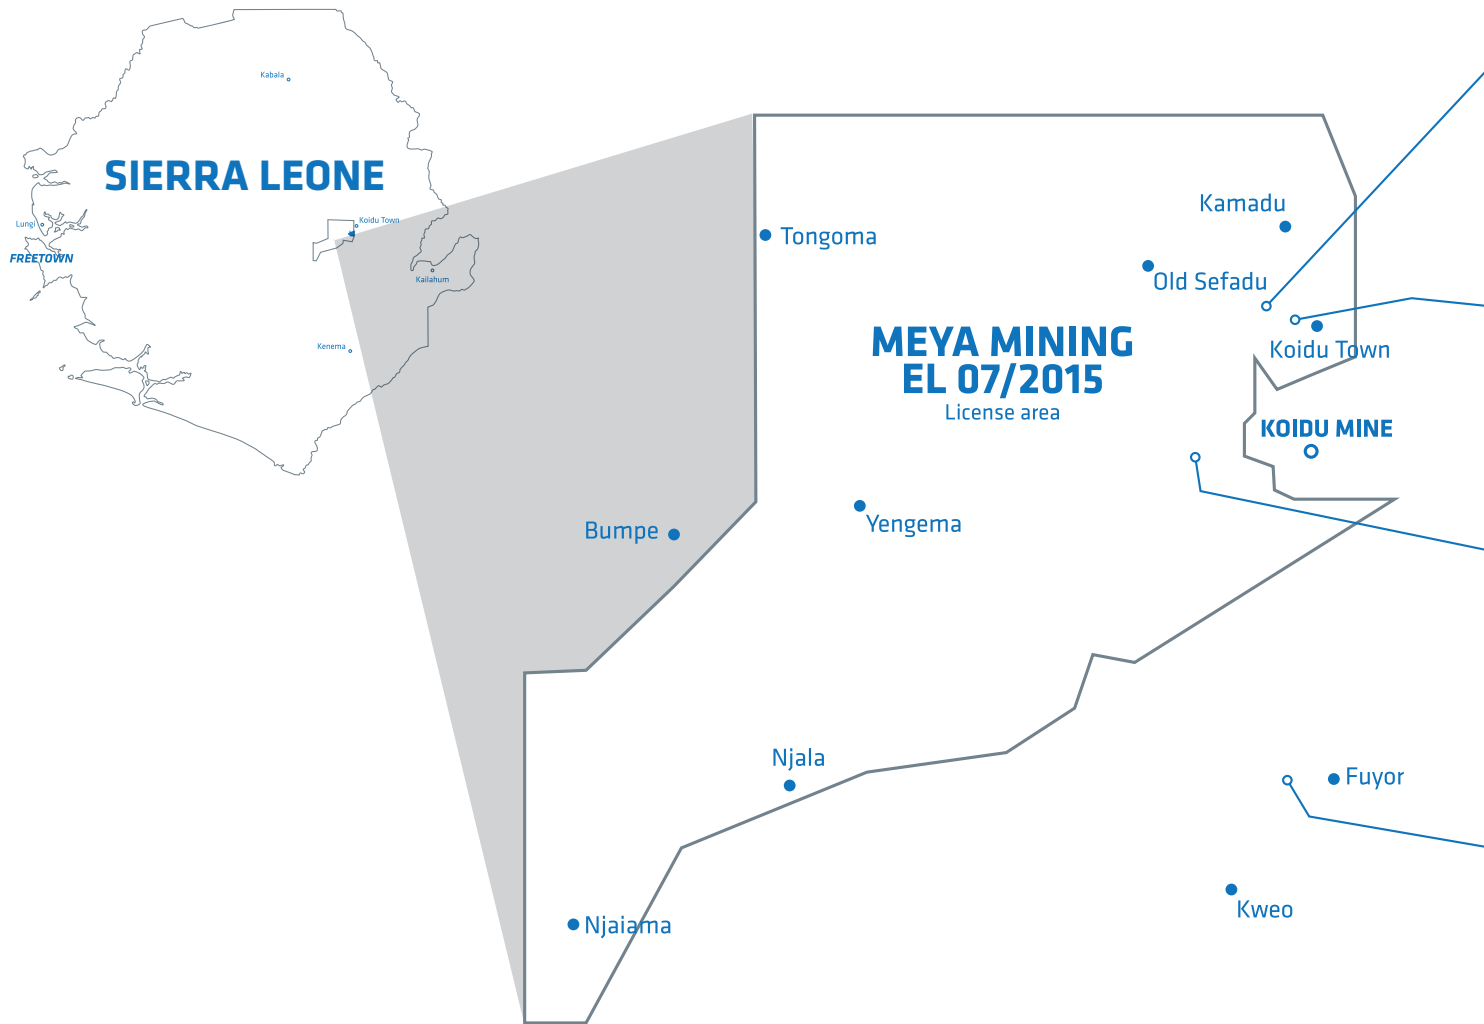 Kabala
SIERRA LEONE
Koidu Town
Lungi
FREETOWN
Kailahum
Kenema
Kamadu
Tongoma
Old Sefadu
MEYA MINING
EL 07/2015
License area
Koidu Town
KOIDU MINE
Yengema
Bumpe
Njala
Fuyor
Kweo
Njaiama